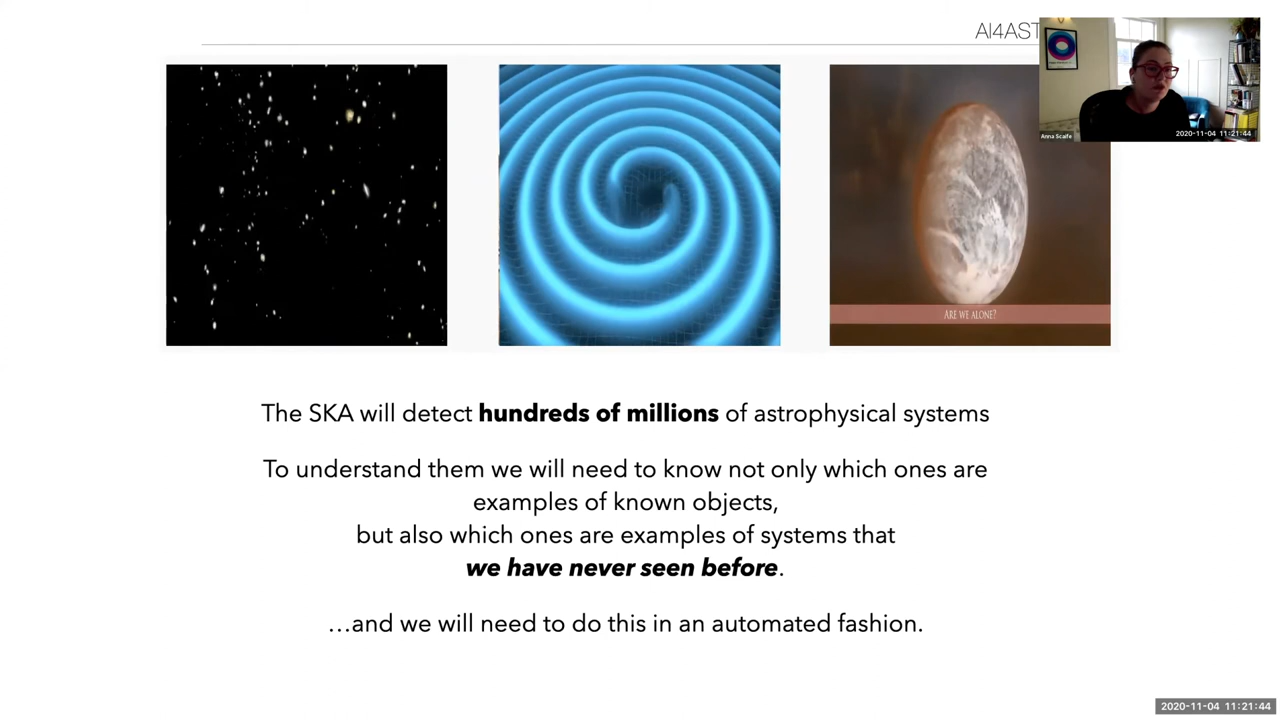 AI4AST
Anna Scaife
2020-11-04 11:21:44
ARE WE ALONE?
The SKA will detect hundreds of millions of astrophysical systems
To understand them we will need to know not only which ones are
examples of known objects,
but also which ones are examples of systems that
we have never seen before.
…and we will need to do this in an automated fashion.
2020-11-04 11:21:44